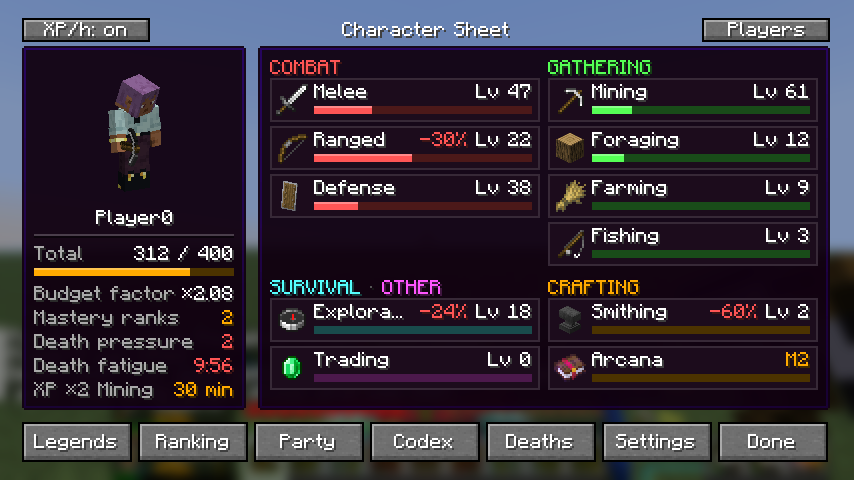 XP/h: on
Character Sheet
Players
Player0
Total 312 / 400
Budget factor ×2.08
Mastery ranks 2
Death pressure 2
Death fatigue 9:56
XP ×2 Mining 30 min
COMBAT
Melee Lv 47
Ranged -30% Lv 22
Defense Lv 38
GATHERING
Mining Lv 61
Foraging Lv 12
Farming Lv 9
Fishing Lv 3
SURVIVAL · OTHER
Explora... -24% Lv 18
Trading Lv 0
CRAFTING
Smithing -60% Lv 2
Arcana M2
Legends
Ranking
Party
Codex
Deaths
Settings
Done